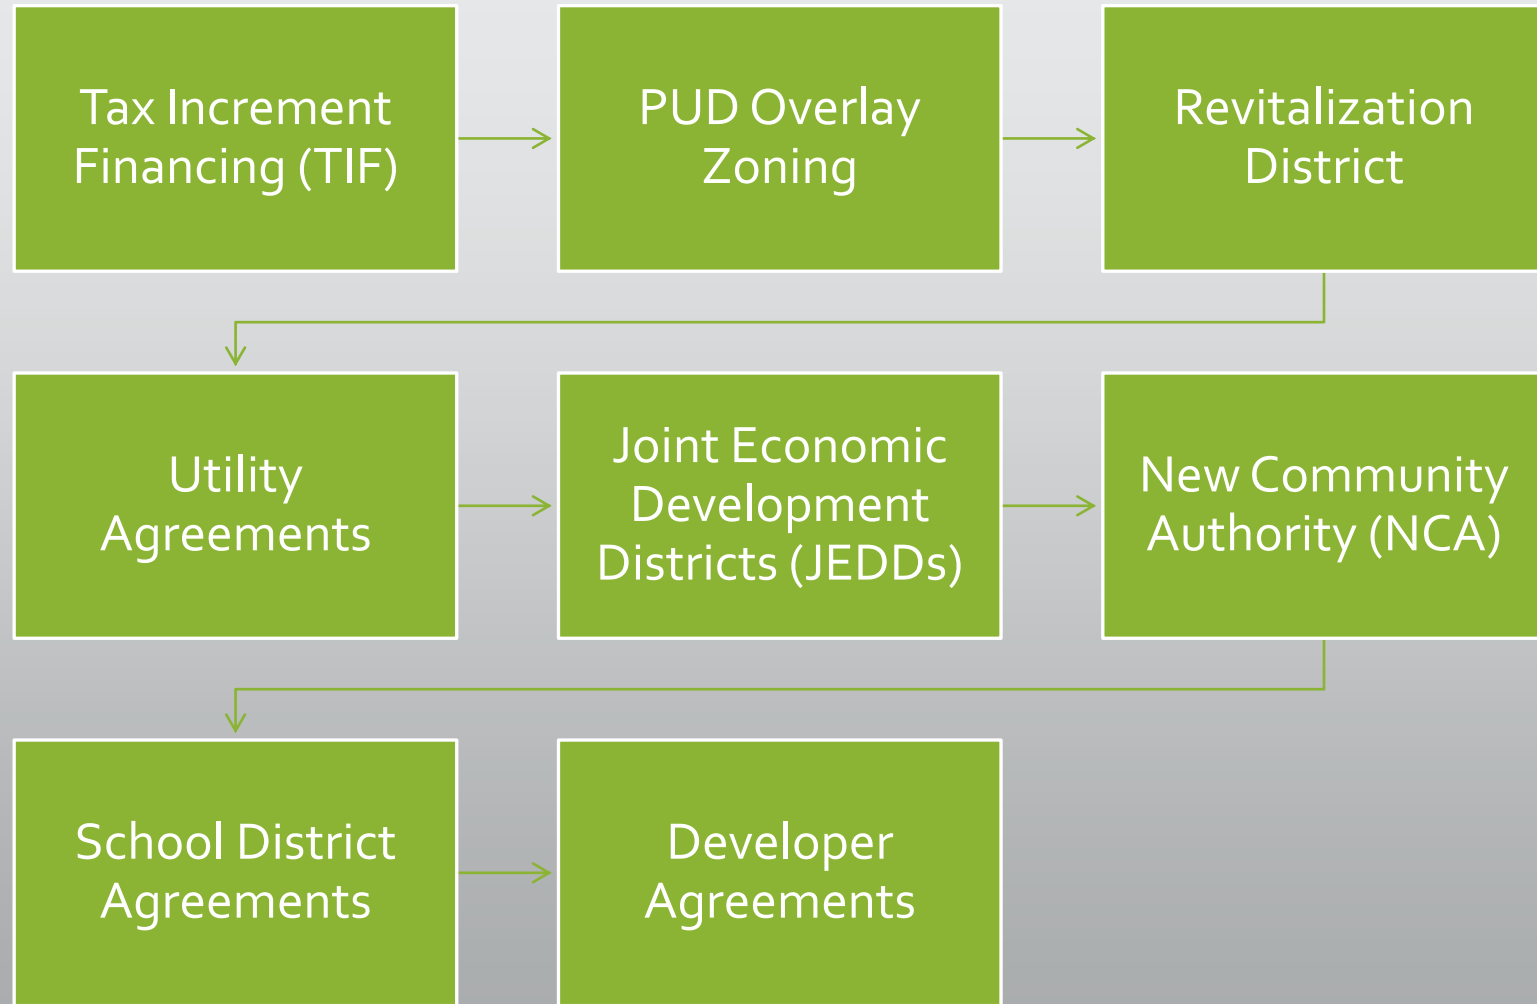 Tax Increment
Financing (TIF)
PUD Overlay
Zoning
Revitalization
District
Utility
Agreements
Joint Economic
Development
Districts (JEDDs)
New Community
Authority (NCA)
School District
Agreements
Developer
Agreements